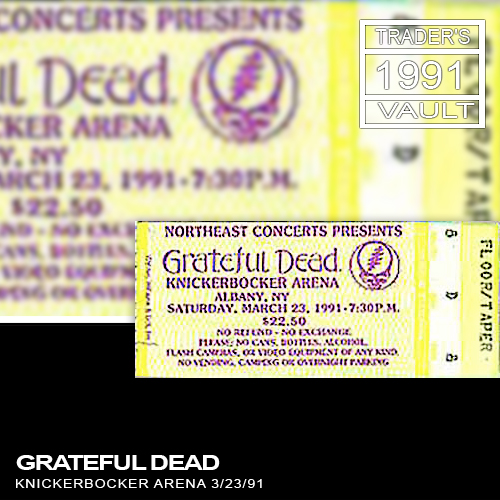 CONCERTS PRESENTS
ul Dead.
CKER ARENA
Y, NY
MARCH 23, 1991-7:30P.M.
$22.50
TRADER'S
1991
VAULT
NORTHEAST CONCERTS PRESENTS
Grateful Dead.
KNICKERBOCKER ARENA
ALBANY, NY
SATURDAY, MARCH 23, 1991-7:30P.M.
$22.50
NO REFUND - NO EXCHANGE
PLEASE; NO CANS, BOTTLES, ALCOHOL,
FLASH CAMERAS, OR VIDEO EQUIPMENT OF ANY KIND.
NO VENDING, CAMPING OR OVERNIGHT PARKING
D
FLOOR/TAPER
GRATEFUL DEAD
KNICKERBOCKER ARENA 3/23/91